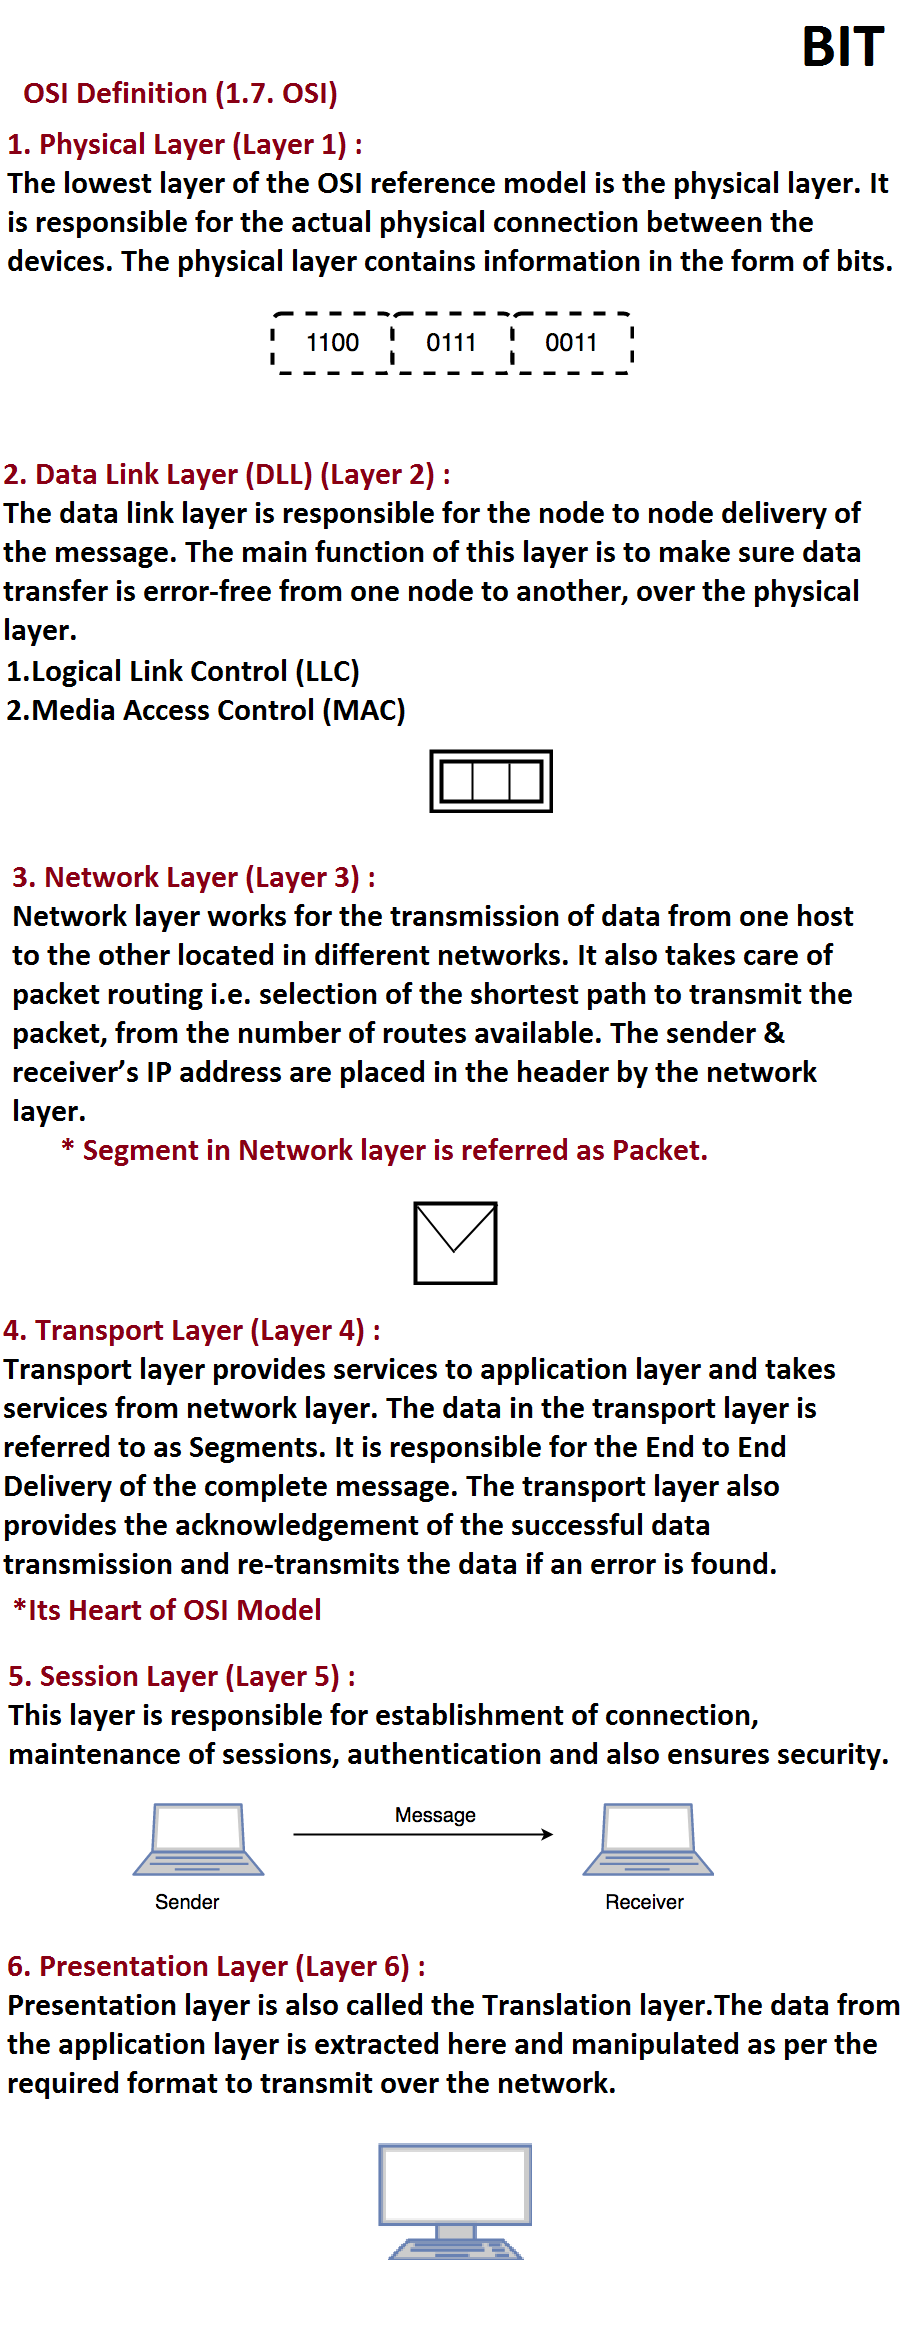 BIT
OSI Definition (1.7. OSI)
1. Physical Layer (Layer 1) :
The lowest layer of the OSI reference model is the physical layer. It
is responsible for the actual physical connection between the
devices. The physical layer contains information in the form of bits.
1100 0111 0011
2. Data Link Layer (DLL) (Layer 2) :
The data link layer is responsible for the node to node delivery of
the message. The main function of this layer is to make sure data
transfer is error-free from one node to another, over the physical
layer.
1.Logical Link Control (LLC)
2.Media Access Control (MAC)
3. Network Layer (Layer 3) :
Network layer works for the transmission of data from one host
to the other located in different networks. It also takes care of
packet routing i.e. selection of the shortest path to transmit the
packet, from the number of routes available. The sender &
receiver’s IP address are placed in the header by the network
layer.
* Segment in Network layer is referred as Packet.
4. Transport Layer (Layer 4) :
Transport layer provides services to application layer and takes
services from network layer. The data in the transport layer is
referred to as Segments. It is responsible for the End to End
Delivery of the complete message. The transport layer also
provides the acknowledgement of the successful data
transmission and re-transmits the data if an error is found.
*Its Heart of OSI Model
5. Session Layer (Layer 5) :
This layer is responsible for establishment of connection,
maintenance of sessions, authentication and also ensures security.
Message
Sender Receiver
6. Presentation Layer (Layer 6) :
Presentation layer is also called the Translation layer.The data from
the application layer is extracted here and manipulated as per the
required format to transmit over the network.